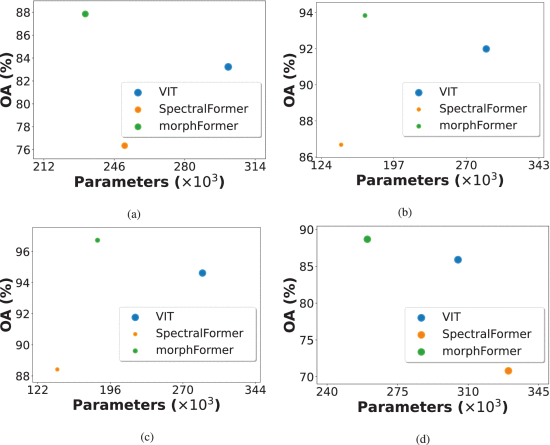 88
86
84
82
80
78
76
OA (%)
VIT
SpectralFormer
morphFormer
212 246 280 314
Parameters (×10³)
(a)
94
92
90
88
86
OA (%)
VIT
SpectralFormer
morphFormer
124 197 270 343
Parameters (×10³)
(b)
96
94
92
90
88
OA (%)
VIT
SpectralFormer
morphFormer
122 196 270 344
Parameters (×10³)
(c)
90
85
80
75
70
OA (%)
VIT
SpectralFormer
morphFormer
240 275 310 345
Parameters (×10³)
(d)